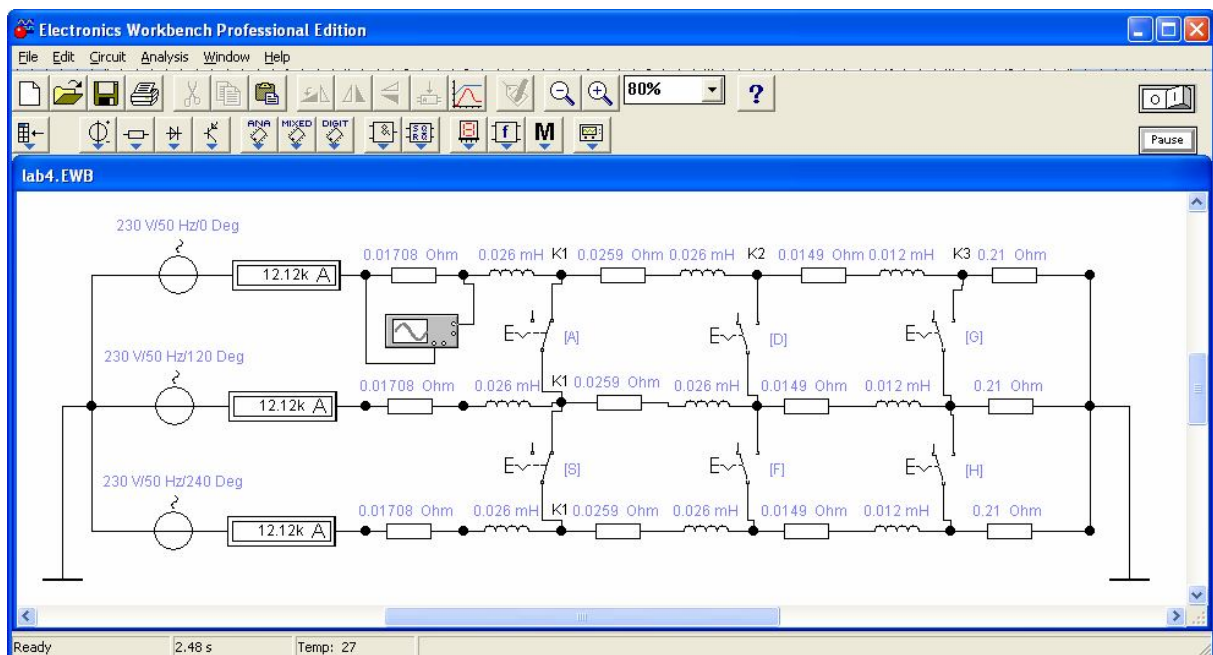 Electronics Workbench Professional Edition
File Edit Circuit Analysis Window Help
80% ?
ANA MIXED DIGIT & f M
Pause
lab4.EWB
230 V/50 Hz/0 Deg
0.01708 Ohm 0.026 mH K1 0.0259 Ohm 0.026 mH K2 0.0149 Ohm 0.012 mH K3 0.21 Ohm
12.12k A
[A] [D] [G]
230 V/50 Hz/120 Deg
0.01708 Ohm 0.026 mH K1 0.0259 Ohm 0.026 mH 0.0149 Ohm 0.012 mH 0.21 Ohm
12.12k A
[S] [F] [H]
230 V/50 Hz/240 Deg
0.01708 Ohm 0.026 mH K1 0.0259 Ohm 0.026 mH 0.0149 Ohm 0.012 mH 0.21 Ohm
12.12k A
Ready 2.48 s Temp: 27